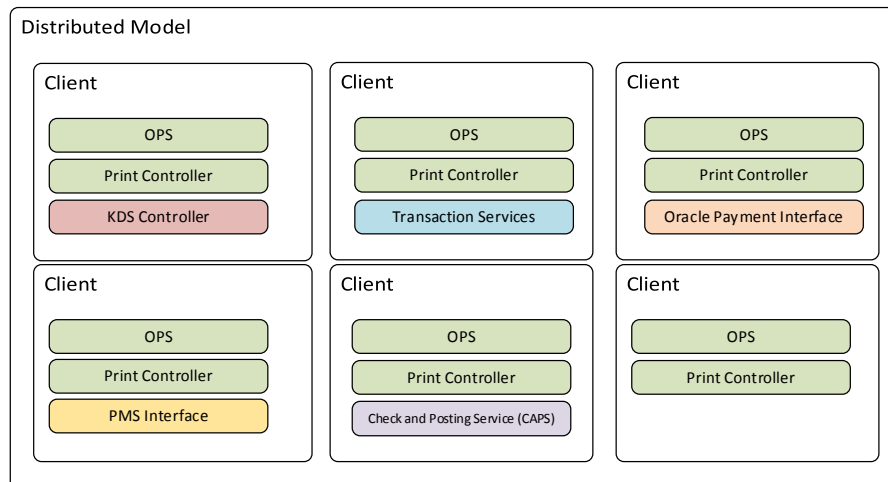 Distributed Model
Client
OPS
Print Controller
KDS Controller
Client
OPS
Print Controller
Transaction Services
Client
OPS
Print Controller
Oracle Payment Interface
Client
OPS
Print Controller
PMS Interface
Client
OPS
Print Controller
Check and Posting Service (CAPS)
Client
OPS
Print Controller